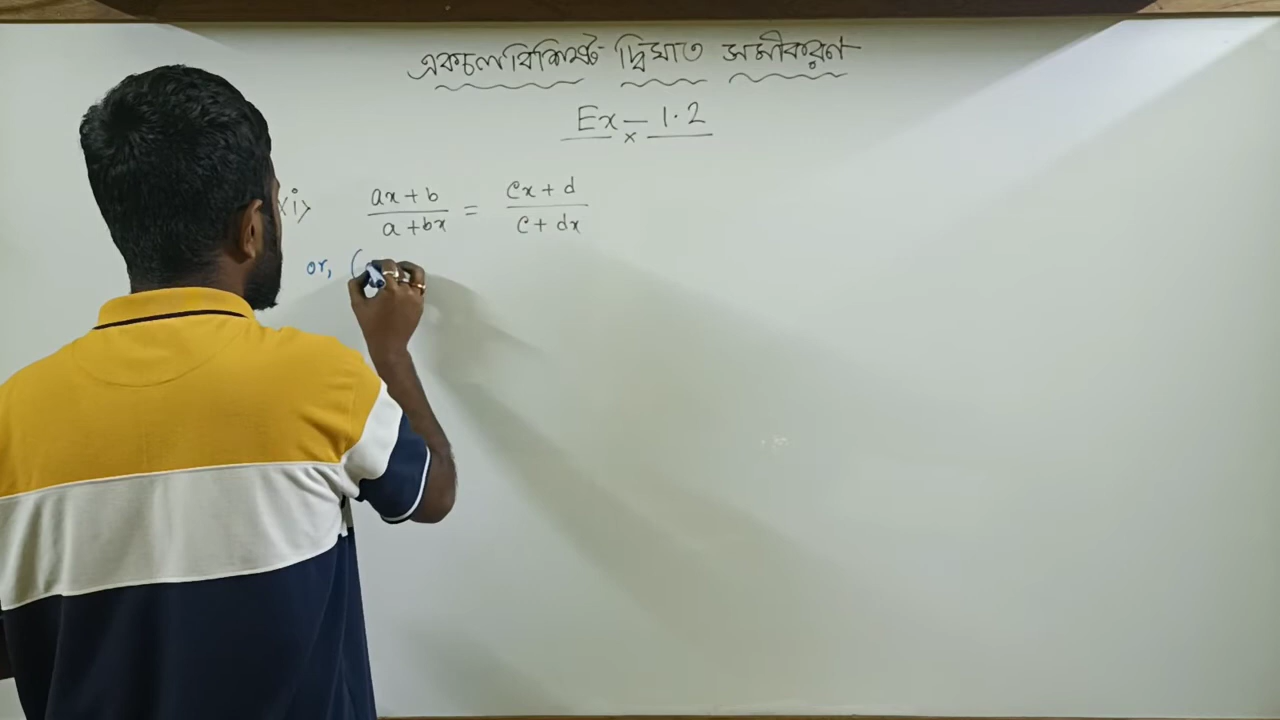 একচলবিশিষ্ট দ্বিঘাত সমীকরণ
Ex - 1.2
×
<i> (ax+b)/(a+bx) = (cx+d)/(c+dx)
or, (